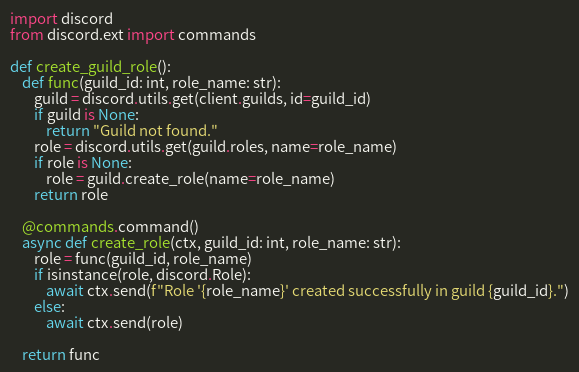 import discord
from discord.ext import commands

def create_guild_role():
    def func(guild_id: int, role_name: str):
        guild = discord.utils.get(client.guilds, id=guild_id)
        if guild is None:
            return "Guild not found."
        role = discord.utils.get(guild.roles, name=role_name)
        if role is None:
            role = guild.create_role(name=role_name)
        return role

    @commands.command()
    async def create_role(ctx, guild_id: int, role_name: str):
        role = func(guild_id, role_name)
        if isinstance(role, discord.Role):
            await ctx.send(f"Role '{role_name}' created successfully in guild {guild_id}.")
        else:
            await ctx.send(role)

    return func